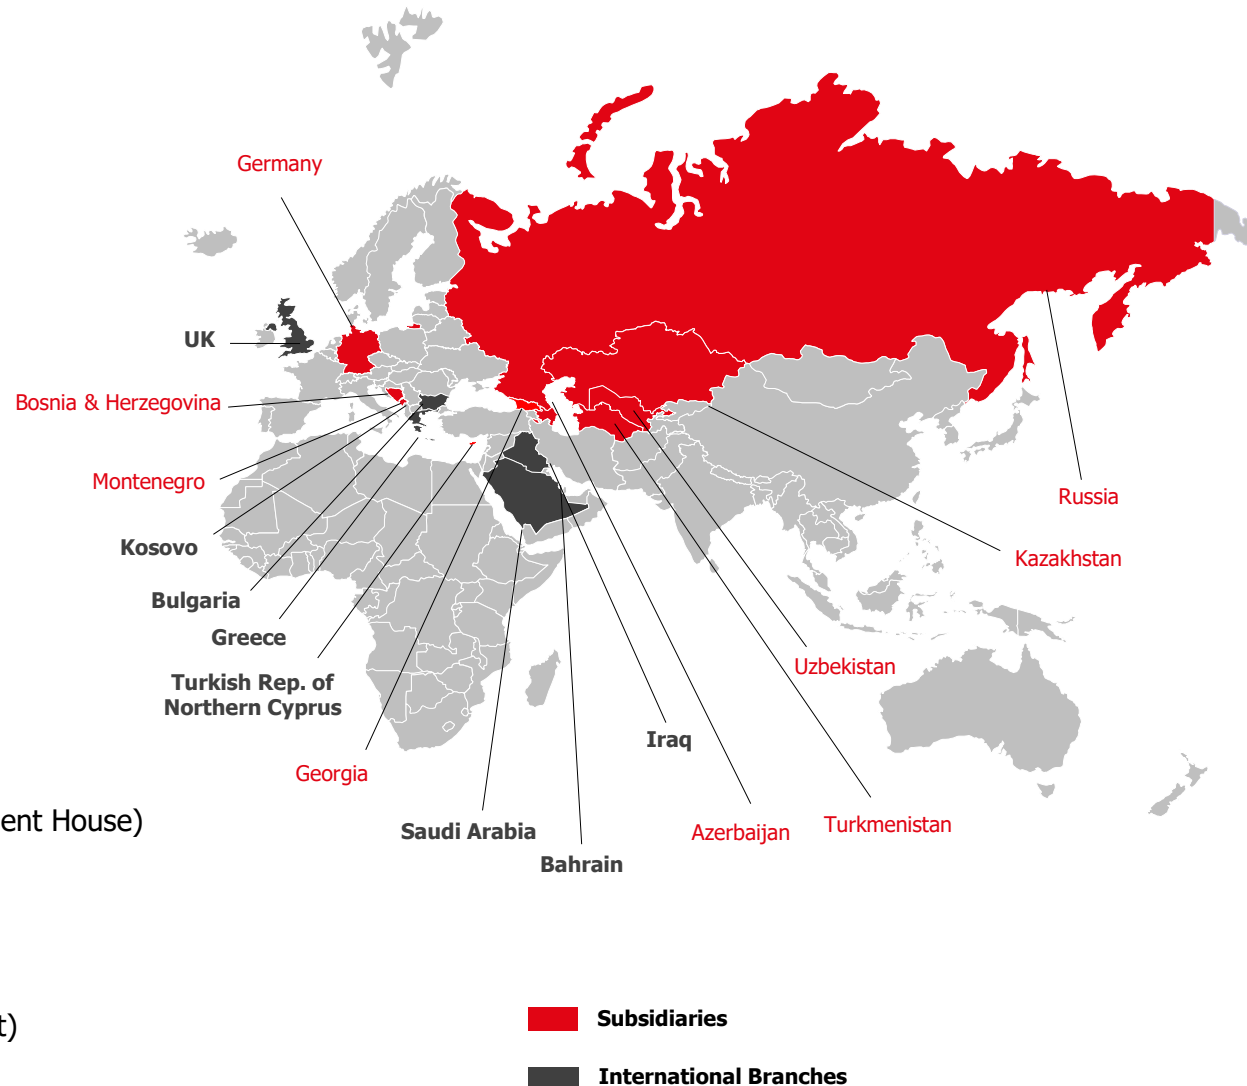 Germany
UK
Bosnia & Herzegovina
Montenegro
Russia
Kosovo
Kazakhstan
Bulgaria
Greece
Uzbekistan
Turkish Rep. of
Northern Cyprus
Iraq
Georgia
ent House)
Saudi Arabia
Azerbaijan
Turkmenistan
Bahrain
t)
Subsidiaries
International Branches